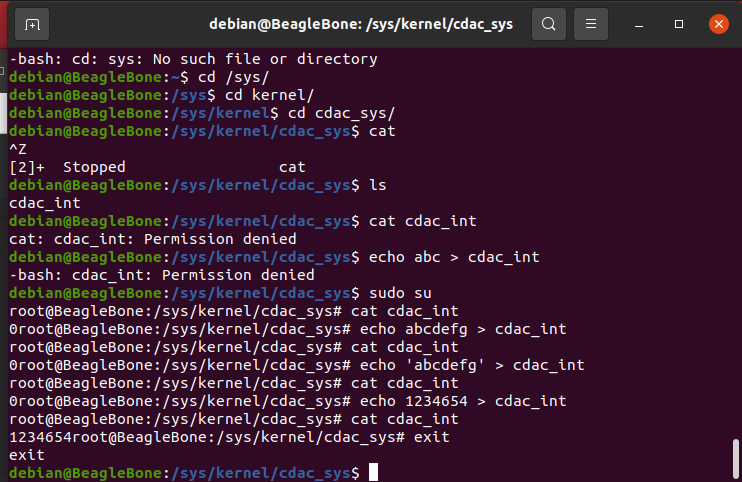 debian@BeagleBone: /sys/kernel/cdac_sys
-bash: cd: sys: No such file or directory
debian@BeagleBone:~$ cd /sys/
debian@BeagleBone:/sys$ cd kernel/
debian@BeagleBone:/sys/kernel$ cd cdac_sys/
debian@BeagleBone:/sys/kernel/cdac_sys$ cat
^Z
[2]+  Stopped                 cat
debian@BeagleBone:/sys/kernel/cdac_sys$ ls
cdac_int
debian@BeagleBone:/sys/kernel/cdac_sys$ cat cdac_int
cat: cdac_int: Permission denied
debian@BeagleBone:/sys/kernel/cdac_sys$ echo abc > cdac_int
-bash: cdac_int: Permission denied
debian@BeagleBone:/sys/kernel/cdac_sys$ sudo su
root@BeagleBone:/sys/kernel/cdac_sys# cat cdac_int
0root@BeagleBone:/sys/kernel/cdac_sys# echo abcdefg > cdac_int
root@BeagleBone:/sys/kernel/cdac_sys# cat cdac_int
0root@BeagleBone:/sys/kernel/cdac_sys# echo 'abcdefg' > cdac_int
root@BeagleBone:/sys/kernel/cdac_sys# cat cdac_int
0root@BeagleBone:/sys/kernel/cdac_sys# echo 1234654 > cdac_int
root@BeagleBone:/sys/kernel/cdac_sys# cat cdac_int
1234654root@BeagleBone:/sys/kernel/cdac_sys# exit
exit
debian@BeagleBone:/sys/kernel/cdac_sys$